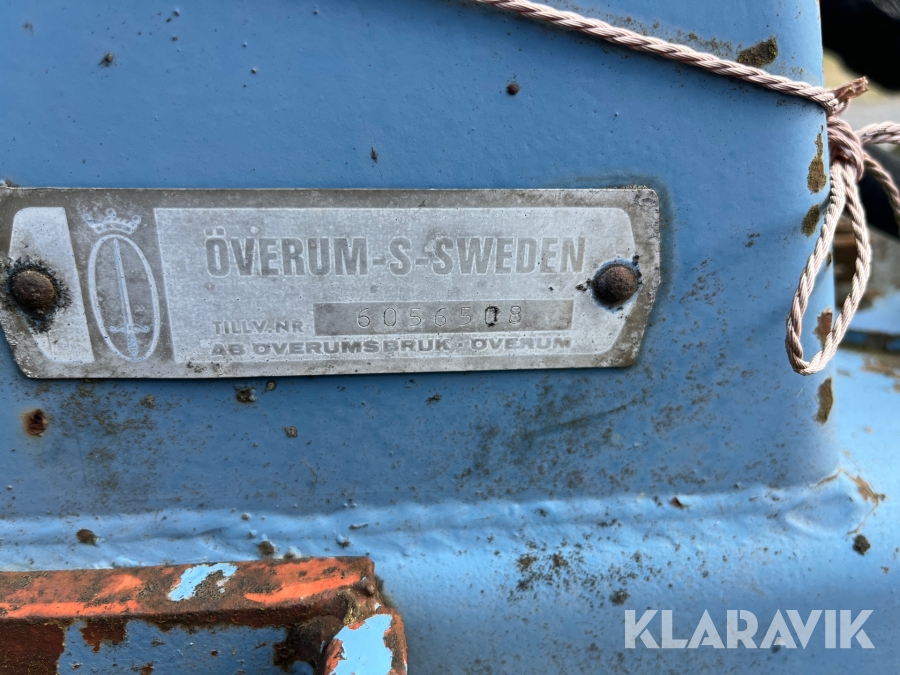 ÖVERUM-S-SWEDEN
TILLV. NR. 6056508
AB ÖVERUMSBRUK · ÖVERUM
KLARAVIK